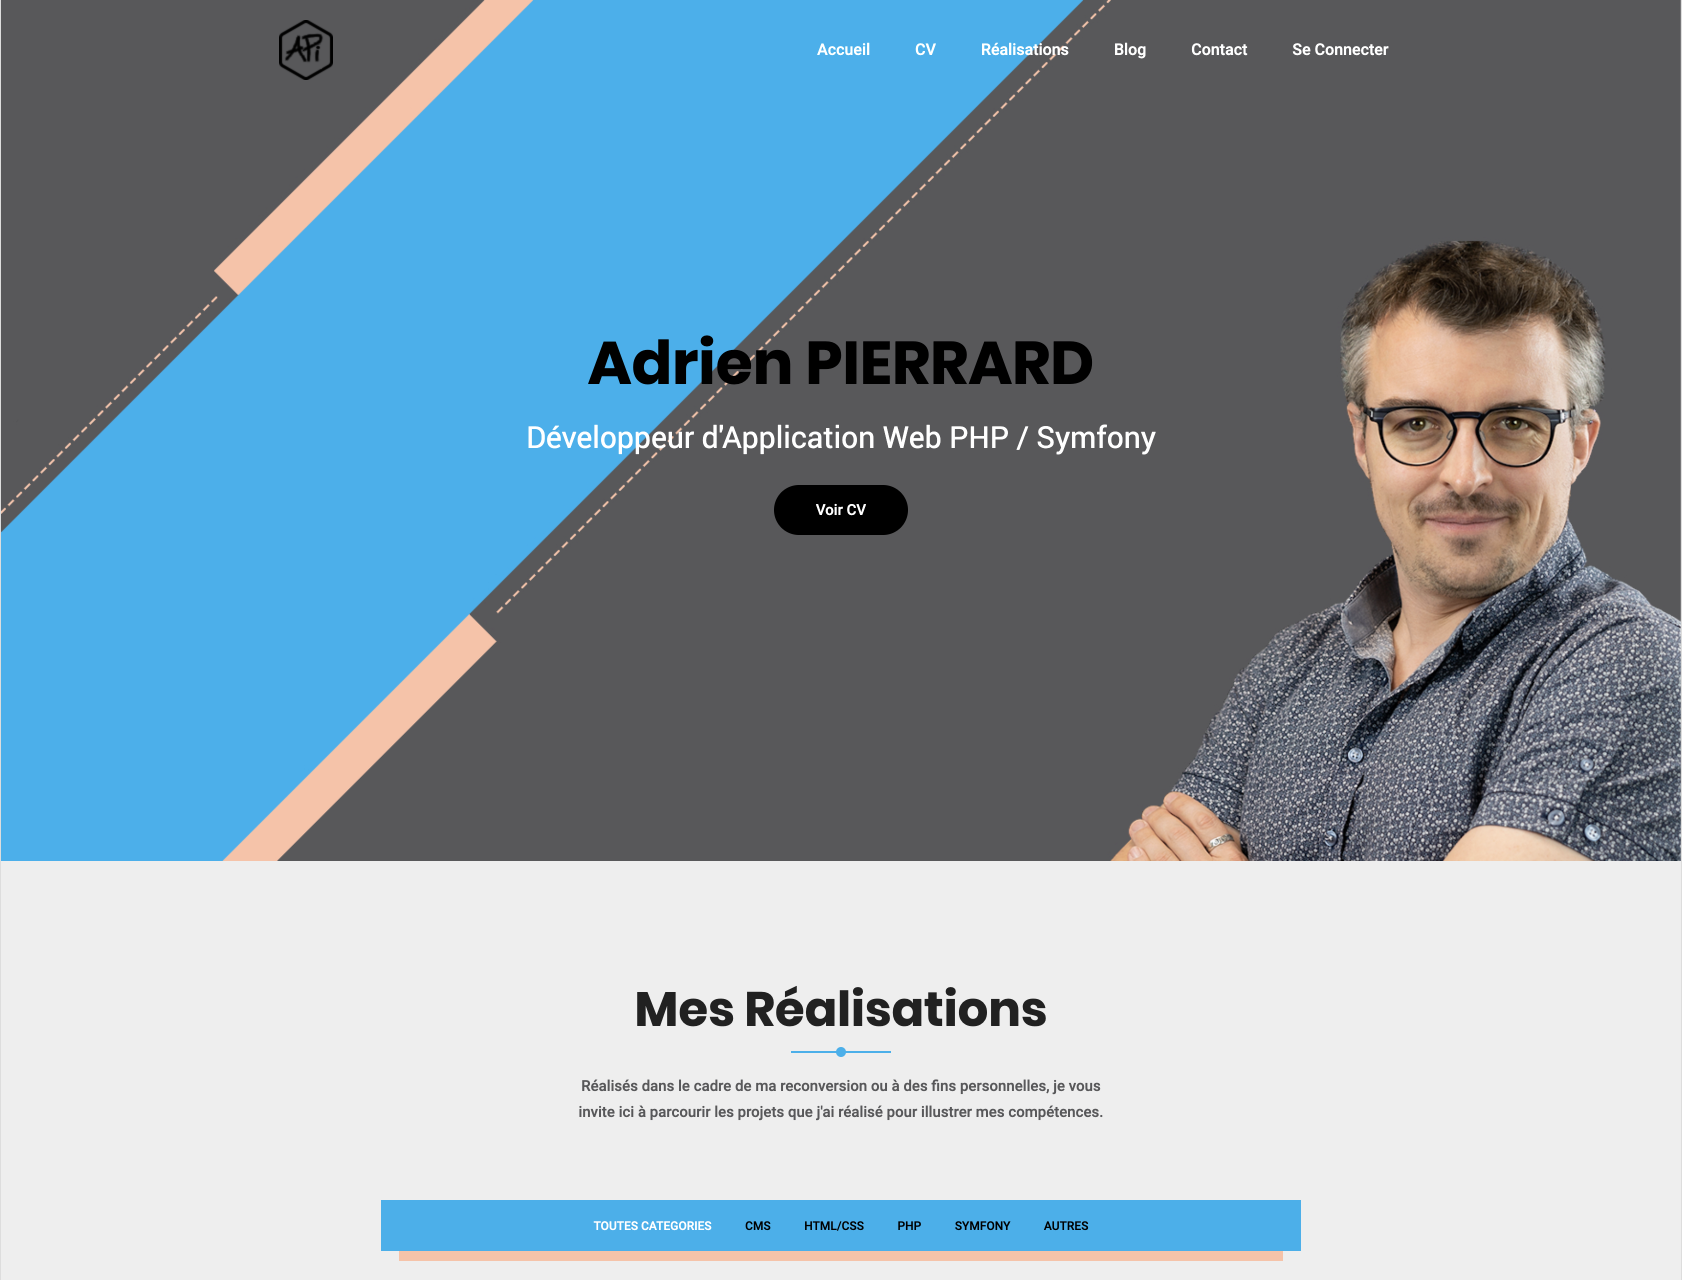 APi
Accueil CV Réalisations Blog Contact Se Connecter
Adrien PIERRARD
Développeur d'Application Web PHP / Symfony
Voir CV
Mes Réalisations
Réalisés dans le cadre de ma reconversion ou à des fins personnelles, je vous
invite ici à parcourir les projets que j'ai réalisé pour illustrer mes compétences.
TOUTES CATEGORIES CMS HTML/CSS PHP SYMFONY AUTRES